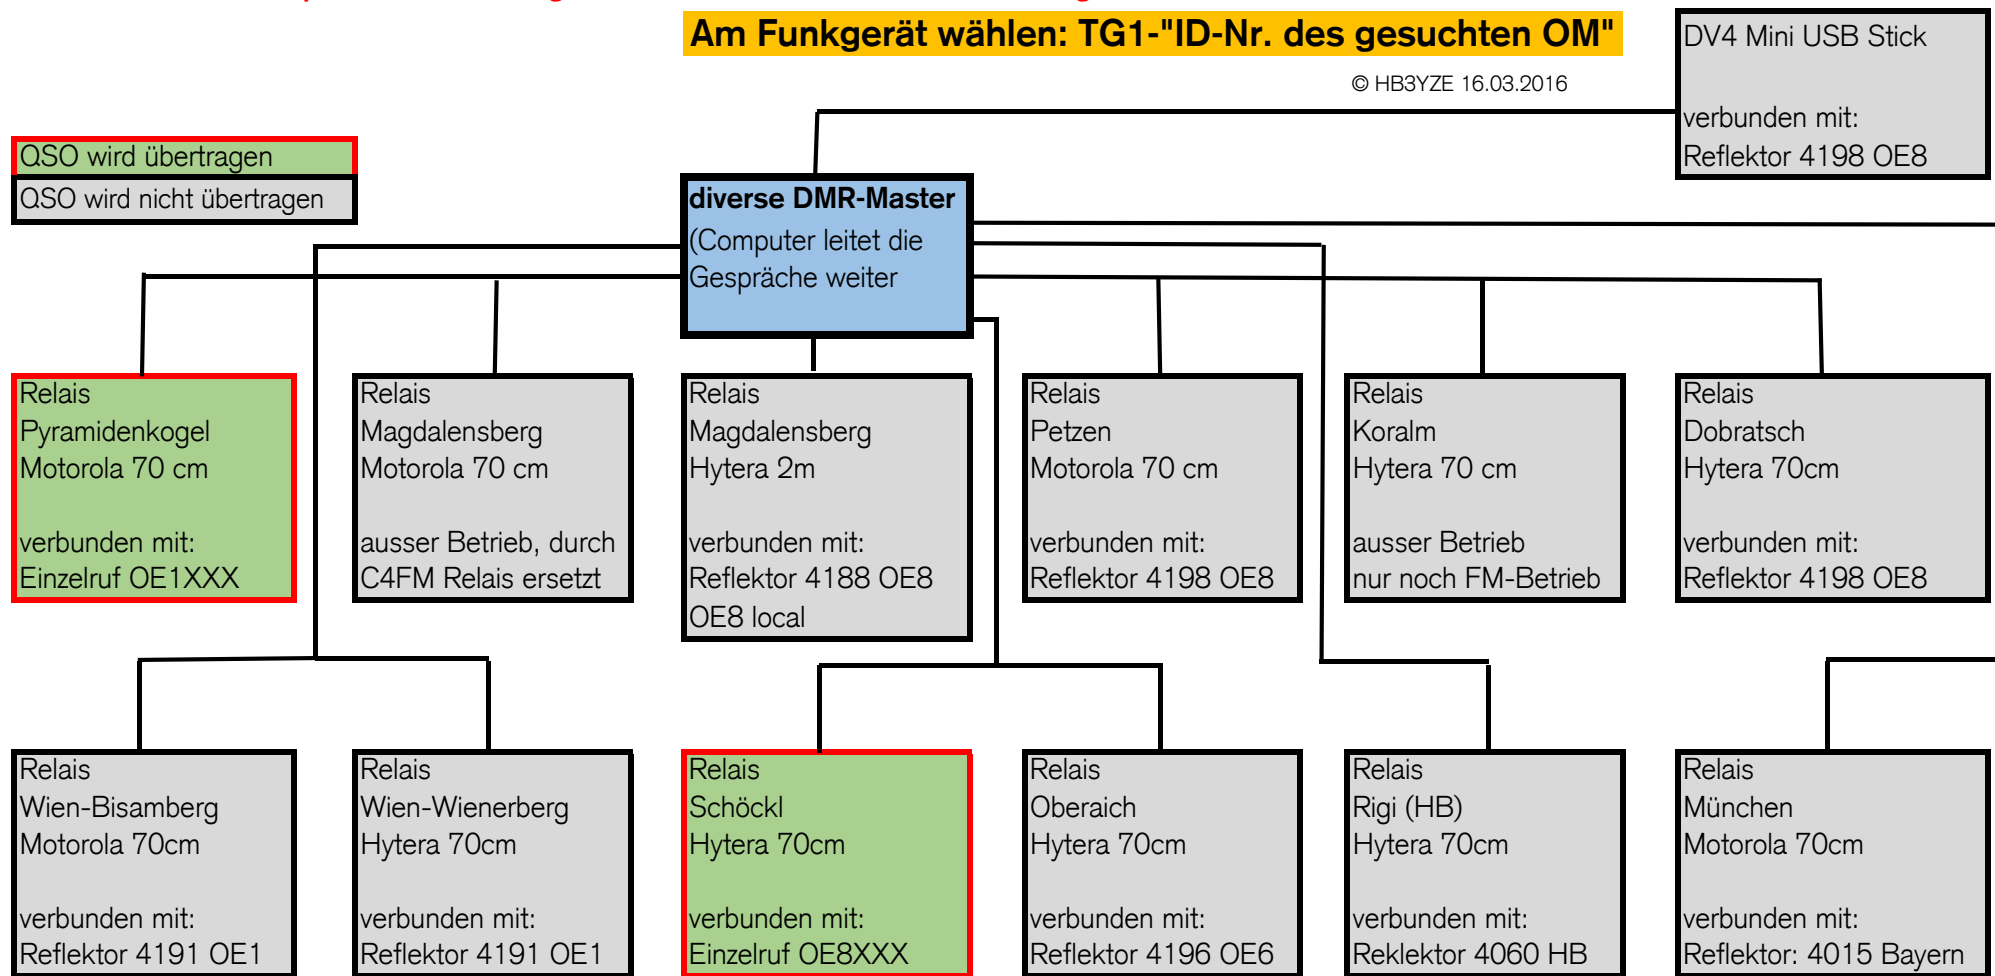 Am Funkgerät wählen: TG1-"ID-Nr. des gesuchten OM"
© HB3YZE 16.03.2016
DV4 Mini USB Stick
verbunden mit:
Reflektor 4198 OE8
QSO wird übertragen
QSO wird nicht übertragen
diverse DMR-Master
(Computer leitet die
Gespräche weiter
Relais
Pyramidenkogel
Motorola 70 cm
verbunden mit:
Einzelruf OE1XXX
Relais
Magdalensberg
Motorola 70 cm
ausser Betrieb, durch
C4FM Relais ersetzt
Relais
Magdalensberg
Hytera 2m
verbunden mit:
Reflektor 4188 OE8
OE8 local
Relais
Petzen
Motorola 70 cm
verbunden mit:
Reflektor 4198 OE8
Relais
Koralm
Hytera 70 cm
ausser Betrieb
nur noch FM-Betrieb
Relais
Dobratsch
Hytera 70cm
verbunden mit:
Reflektor 4198 OE8
Relais
Wien-Bisamberg
Motorola 70cm
verbunden mit:
Reflektor 4191 OE1
Relais
Wien-Wienerberg
Hytera 70cm
verbunden mit:
Reflektor 4191 OE1
Relais
Schöckl
Hytera 70cm
verbunden mit:
Einzelruf OE8XXX
Relais
Oberaich
Hytera 70cm
verbunden mit:
Reflektor 4196 OE6
Relais
Rigi (HB)
Hytera 70cm
verbunden mit:
Reklektor 4060 HB
Relais
München
Motorola 70cm
verbunden mit:
Reflektor: 4015 Bayern